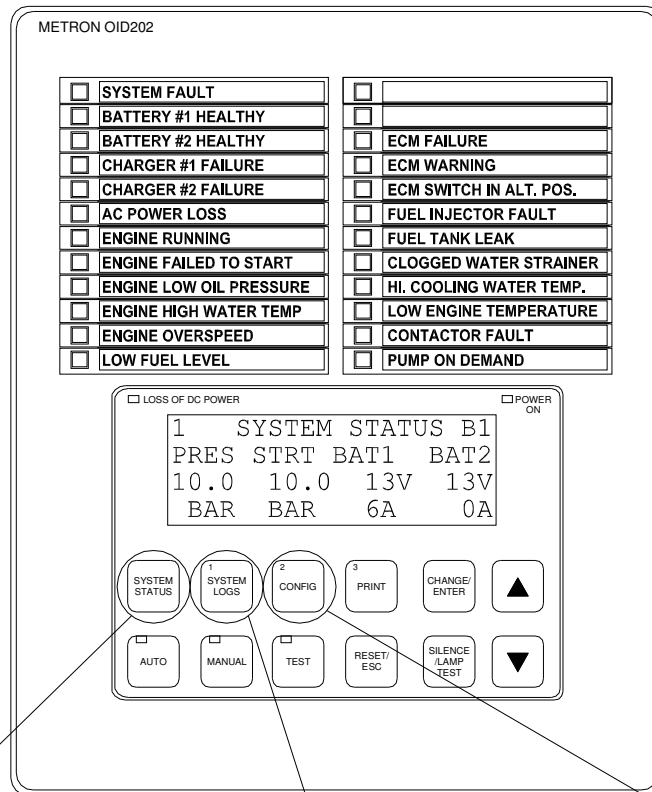 METRON OID202
SYSTEM FAULT
BATTERY #1 HEALTHY
BATTERY #2 HEALTHY
CHARGER #1 FAILURE
CHARGER #2 FAILURE
AC POWER LOSS
ENGINE RUNNING
ENGINE FAILED TO START
ENGINE LOW OIL PRESSURE
ENGINE HIGH WATER TEMP
ENGINE OVERSPEED
LOW FUEL LEVEL
ECM FAILURE
ECM WARNING
ECM SWITCH IN ALT. POS.
FUEL INJECTOR FAULT
FUEL TANK LEAK
CLOGGED WATER STRAINER
HI. COOLING WATER TEMP.
LOW ENGINE TEMPERATURE
CONTACTOR FAULT
PUMP ON DEMAND
LOSS OF DC POWER
POWER
ON
1 SYSTEM STATUS B1
PRES STRT BAT1 BAT2
10.0 10.0 13V 13V
BAR BAR 6A 0A
SYSTEM
STATUS
1
SYSTEM
LOGS
2
CONFIG
3
PRINT
CHANGE/
ENTER
AUTO
MANUAL
TEST
RESET/
ESC
SILENCE
/LAMP
TEST